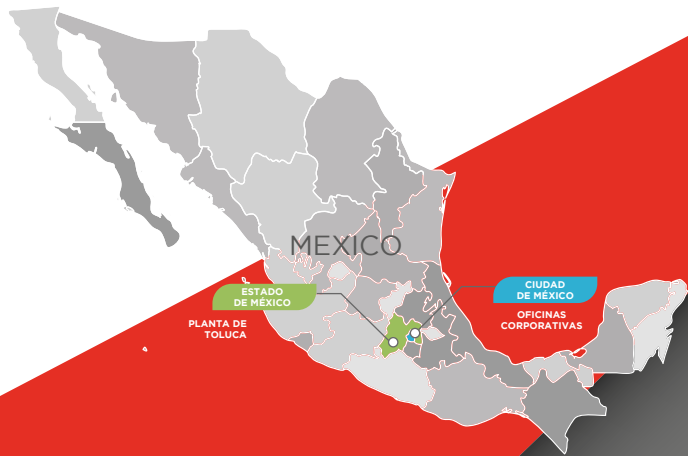 MEXICO
ESTADO
DE MÉXICO
PLANTA DE
TOLUCA
CIUDAD
DE MÉXICO
OFICINAS
CORPORATIVAS